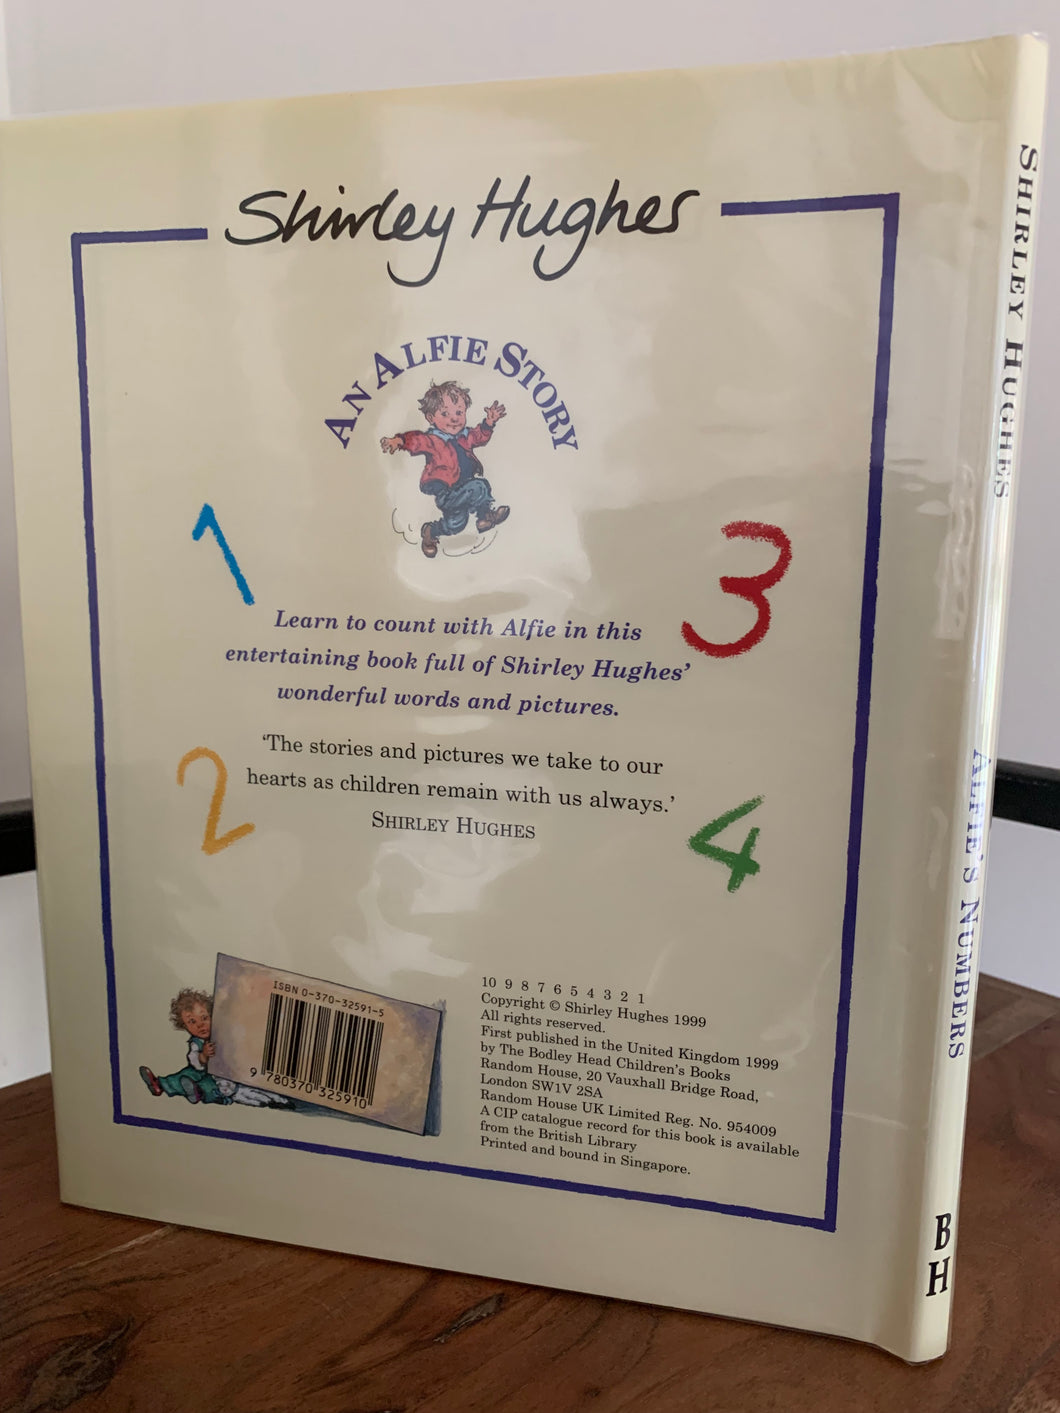 Shirley Hughes
AN ALFIE STORY
1
3
Learn to count with Alfie in this
entertaining book full of Shirley Hughes’
wonderful words and pictures.
2
‘The stories and pictures we take to our
hearts as children remain with us always.’
SHIRLEY HUGHES
4
ISBN 0-370-32591-5
9 780370 325910
10 9 8 7 6 5 4 3 2 1
Copyright © Shirley Hughes 1999
All rights reserved.
First published in the United Kingdom 1999
by The Bodley Head Children’s Books
Random House, 20 Vauxhall Bridge Road,
London SW1V 2SA
Random House UK Limited Reg. No. 954009
A CIP catalogue record for this book is available
from the British Library
Printed and bound in Singapore.
SHIRLEY HUGHES
ALFIE’S NUMBERS
B
H